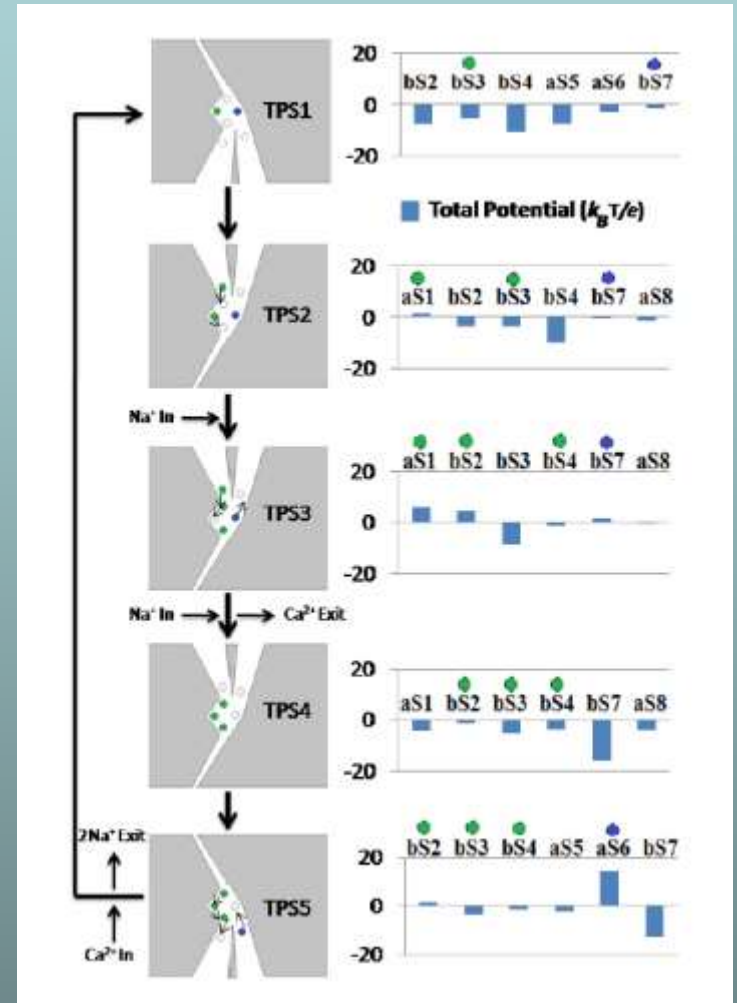 20
bS2 bS3 bS4 aS5 aS6 bS7
TPS1
0
-20
Total Potential (k_BT/e)
20
aS1 bS2 bS3 bS4 bS7 aS8
TPS2
0
-20
Na⁺ In
aS1 bS2 bS3 bS4 bS7 aS8
20
TPS3
0
-20
Na⁺ In
Ca²⁺ Exit
20
aS1 bS2 bS3 bS4 bS7 aS8
TPS4
0
-20
2Na⁺ Exit
bS2 bS3 bS4 aS5 aS6 bS7
20
TPS5
0
Ca²⁺ In
-20